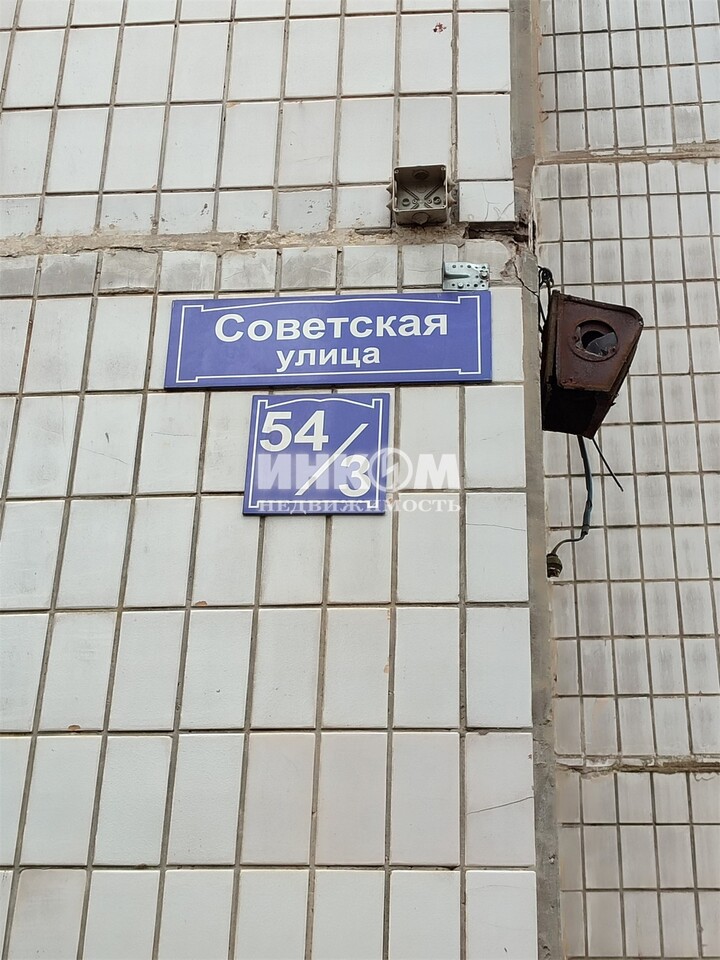 Советская
улица
54/3
ИНКОМ
НЕДВИЖИМОСТЬ